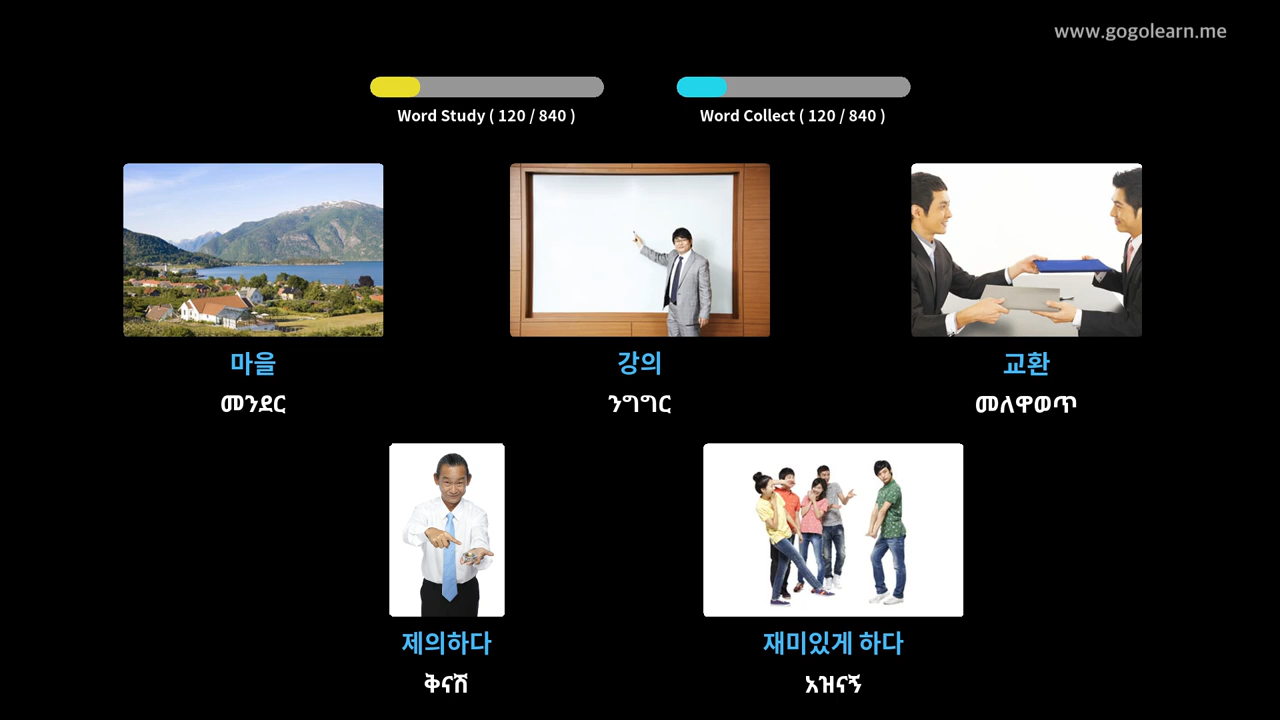 www.gogolearn.me
Word Study ( 120 / 840 )
Word Collect ( 120 / 840 )
마을
መንደር
강의
ንግግር
교환
መለዋወጥ
제의하다
ቅናሽ
재미있게 하다
አዝናኝ